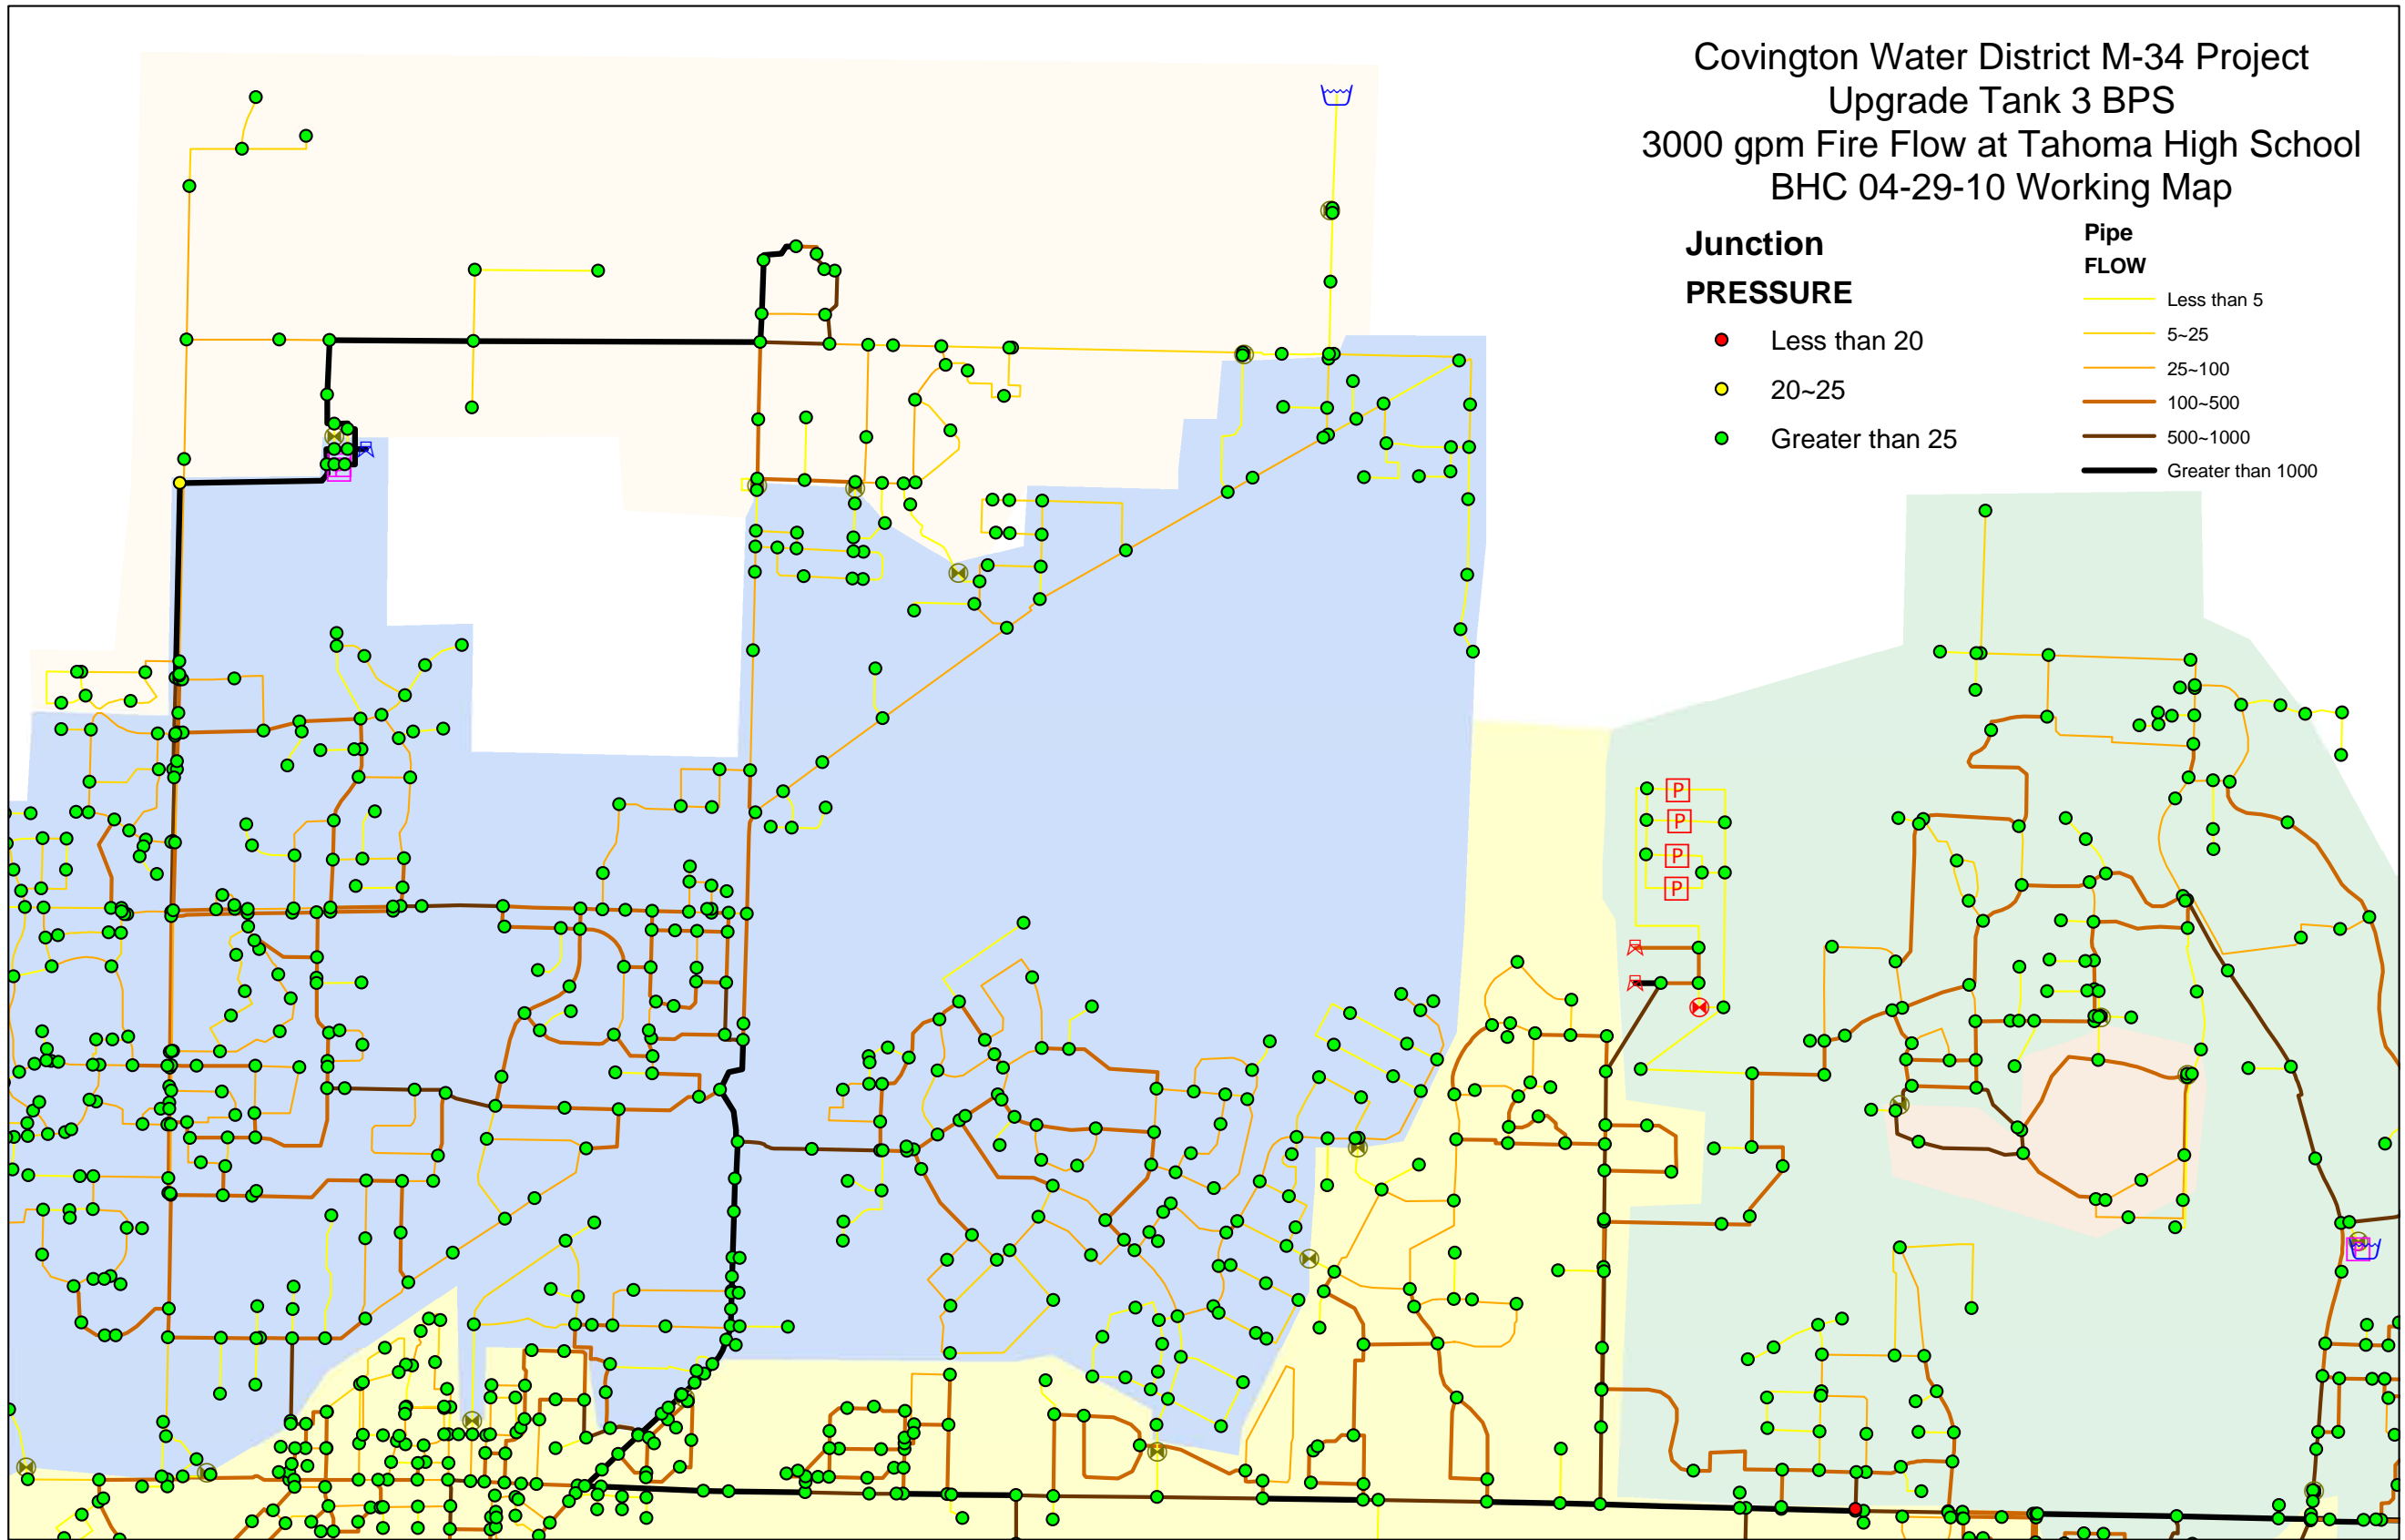 Covington Water District M-34 Project
Upgrade Tank 3 BPS
3000 gpm Fire Flow at Tahoma High School
BHC 04-29-10 Working Map
Junction
PRESSURE
Less than 20
20~25
Greater than 25
Pipe
FLOW
Less than 5
5~25
25~100
100~500
500~1000
Greater than 1000
P
P
P
P